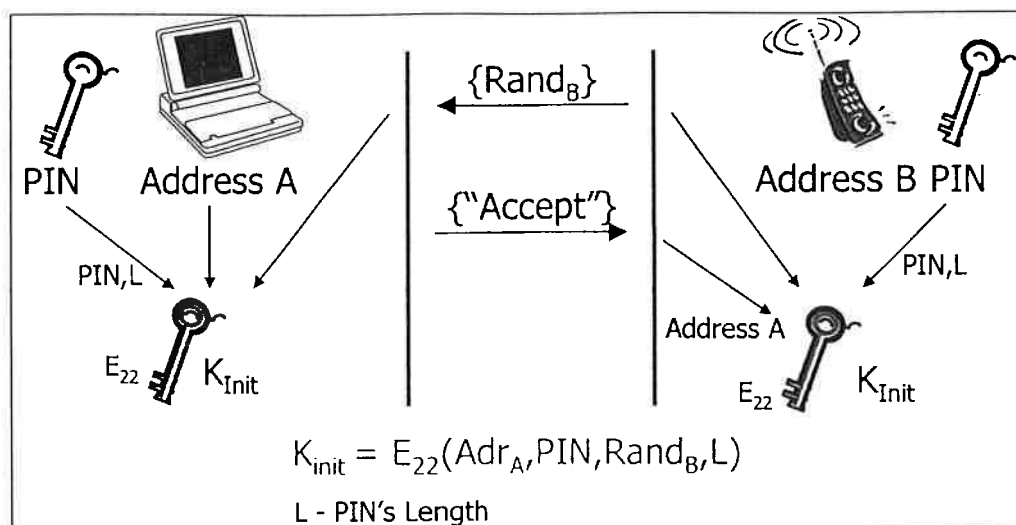 {Rand_B}
PIN
Address A
Address B PIN
{“Accept”}
PIN,L
PIN,L
Address A
E_22
K_Init
E_22
K_Init
K_init = E_22(Adr_A,PIN,Rand_B,L)
L - PIN's Length